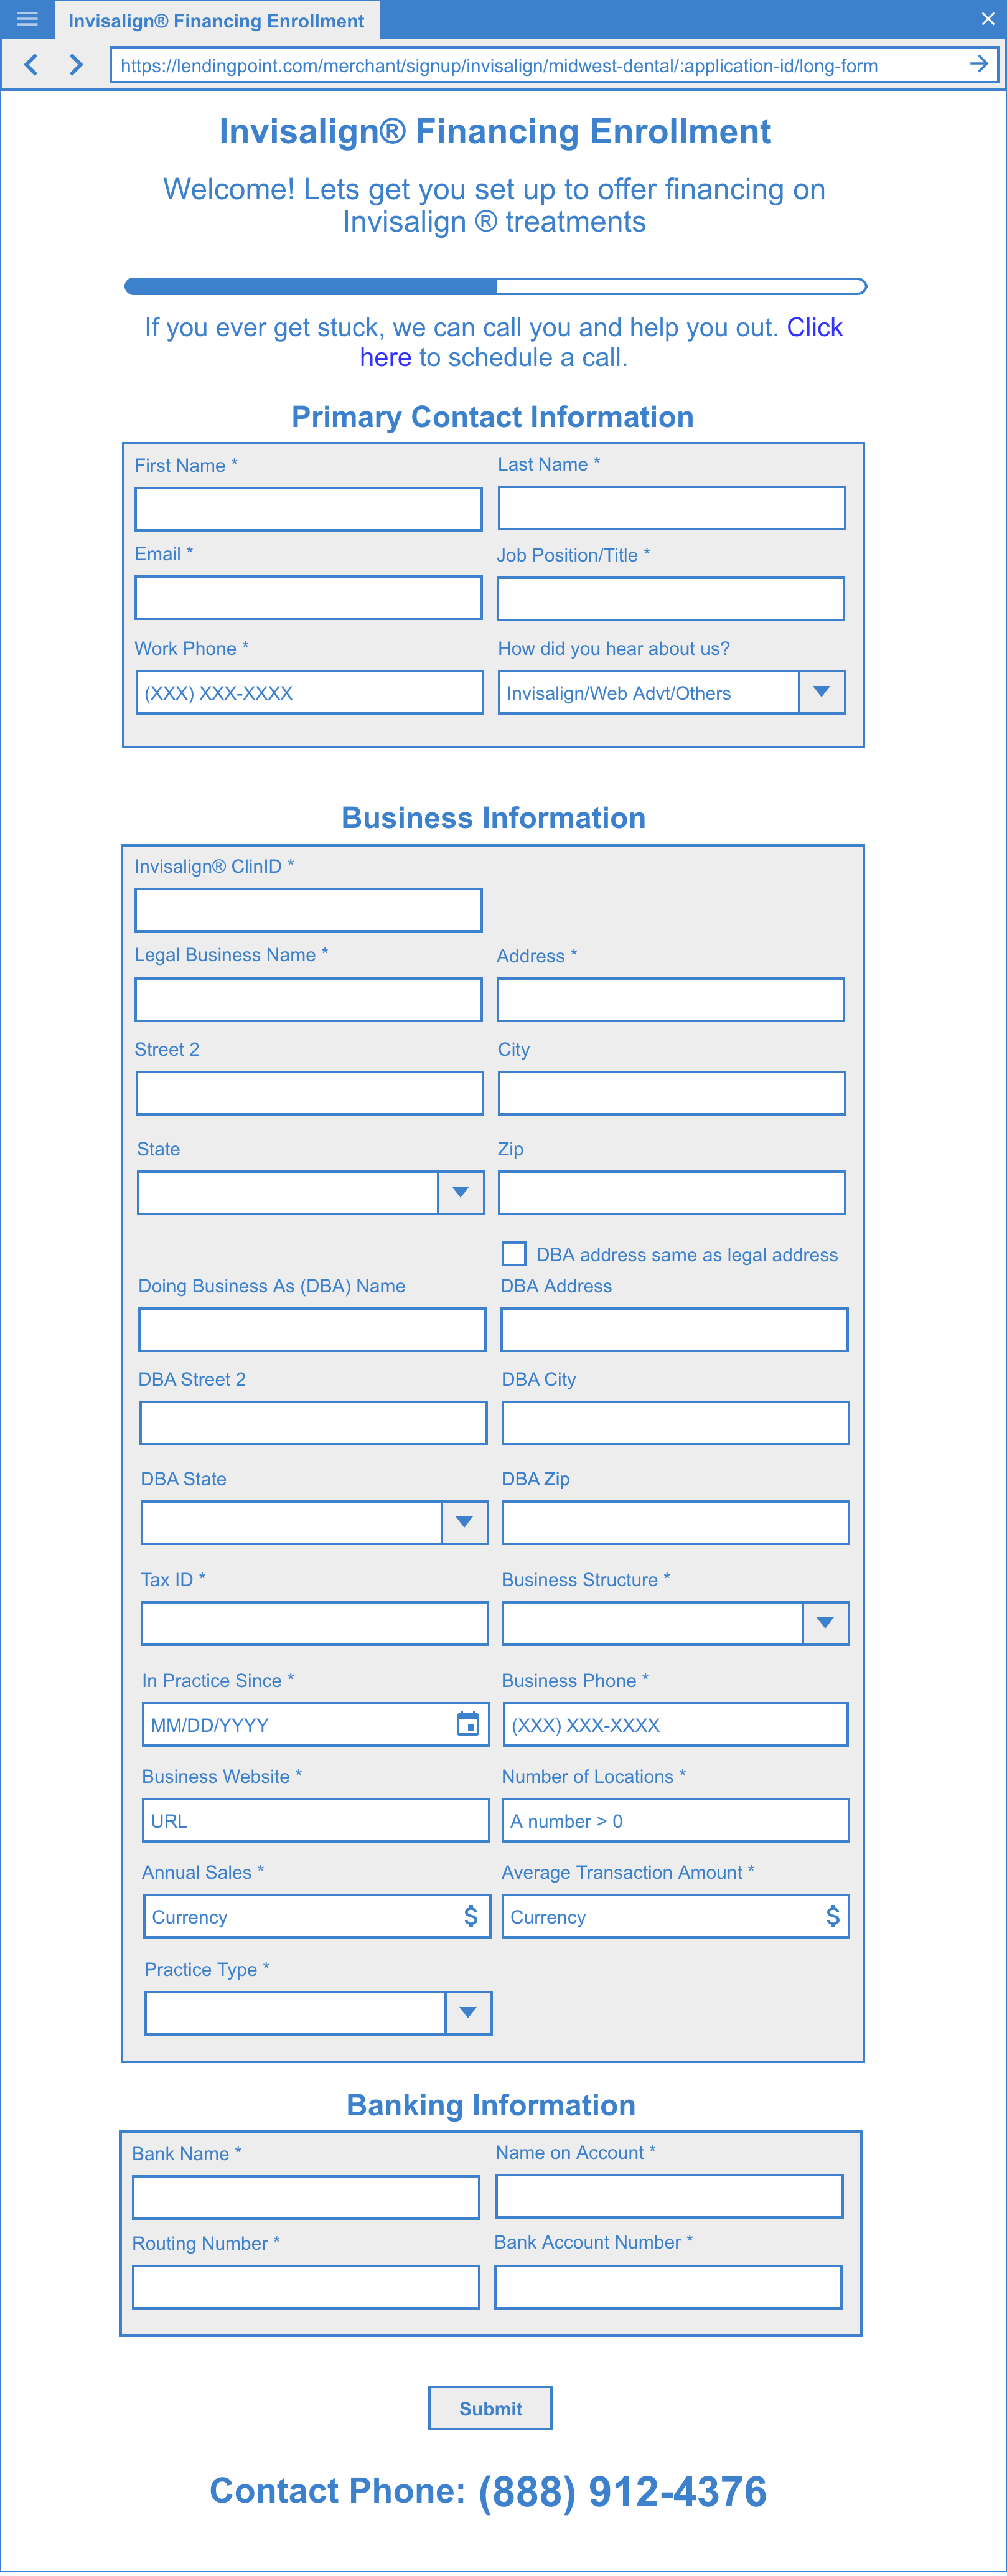 Invisalign® Financing Enrollment
https://lendingpoint.com/merchant/signup/invisalign/midwest-dental/:application-id/long-form
Invisalign® Financing Enrollment
Welcome! Lets get you set up to offer financing on
Invisalign ® treatments
If you ever get stuck, we can call you and help you out. Click
here to schedule a call.
Primary Contact Information
First Name *
Last Name *
Email *
Job Position/Title *
Work Phone *
How did you hear about us?
(XXX) XXX-XXXX
Invisalign/Web Advt/Others
Business Information
Invisalign® ClinID *
Legal Business Name *
Address *
Street 2
City
State
Zip
DBA address same as legal address
Doing Business As (DBA) Name
DBA Address
DBA Street 2
DBA City
DBA State
DBA Zip
Tax ID *
Business Structure *
In Practice Since *
Business Phone *
MM/DD/YYYY
(XXX) XXX-XXXX
Business Website *
Number of Locations *
URL
A number > 0
Annual Sales *
Average Transaction Amount *
Currency $
Currency $
Practice Type *
Banking Information
Bank Name *
Name on Account *
Routing Number *
Bank Account Number *
Submit
Contact Phone: (888) 912-4376